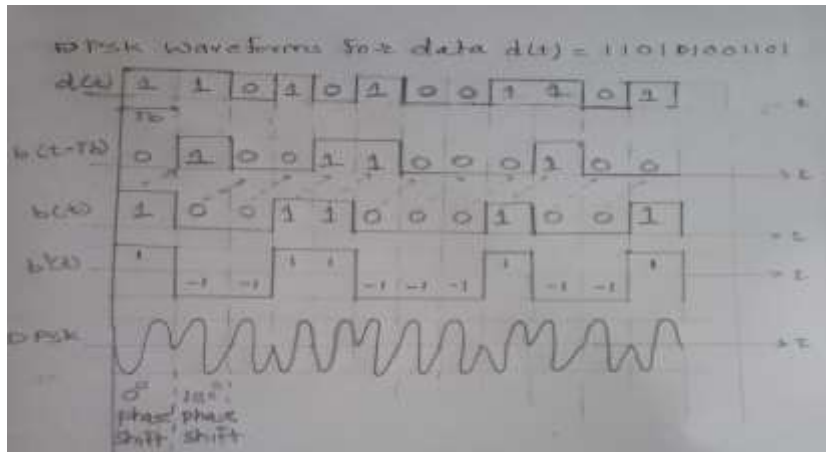 DPSK waveforms for data d(t) = 110101001101
d(t) 1 1 0 1 0 1 0 0 1 1 0 1 t
Tb
b(t-Tb) 0 1 0 0 1 1 0 0 0 1 0 0 t
b(t) 1 0 0 1 1 0 0 0 1 0 0 1 t
b'(t) 1 -1 -1 1 1 -1 -1 -1 1 -1 -1 1 t
DPSK t
0° 180°
phase phase
shift shift